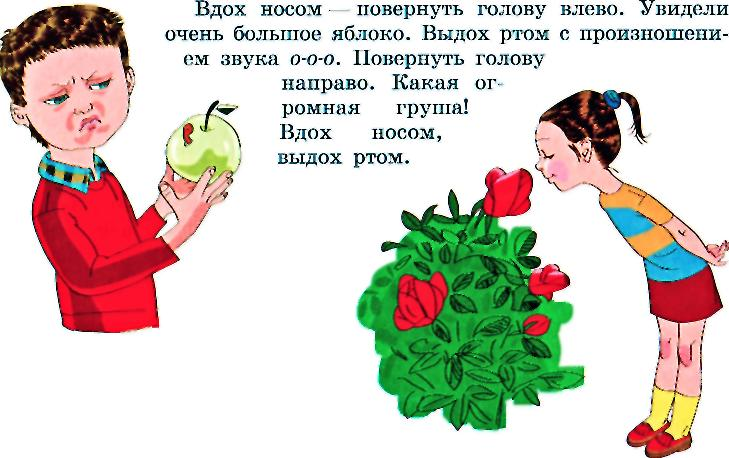 Вдох носом — повернуть голову влево. Увидели
очень большое яблоко. Выдох ртом с произношени-
ем звука о-о-о. Повернуть голову
направо. Какая ог-
ромная груша!
Вдох носом,
выдох ртом.